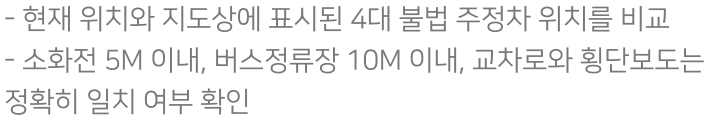 - 현재 위치와 지도상에 표시된 4대 불법 주정차 위치를 비교
- 소화전 5M 이내, 버스정류장 10M 이내, 교차로와 횡단보도는
정확히 일치 여부 확인